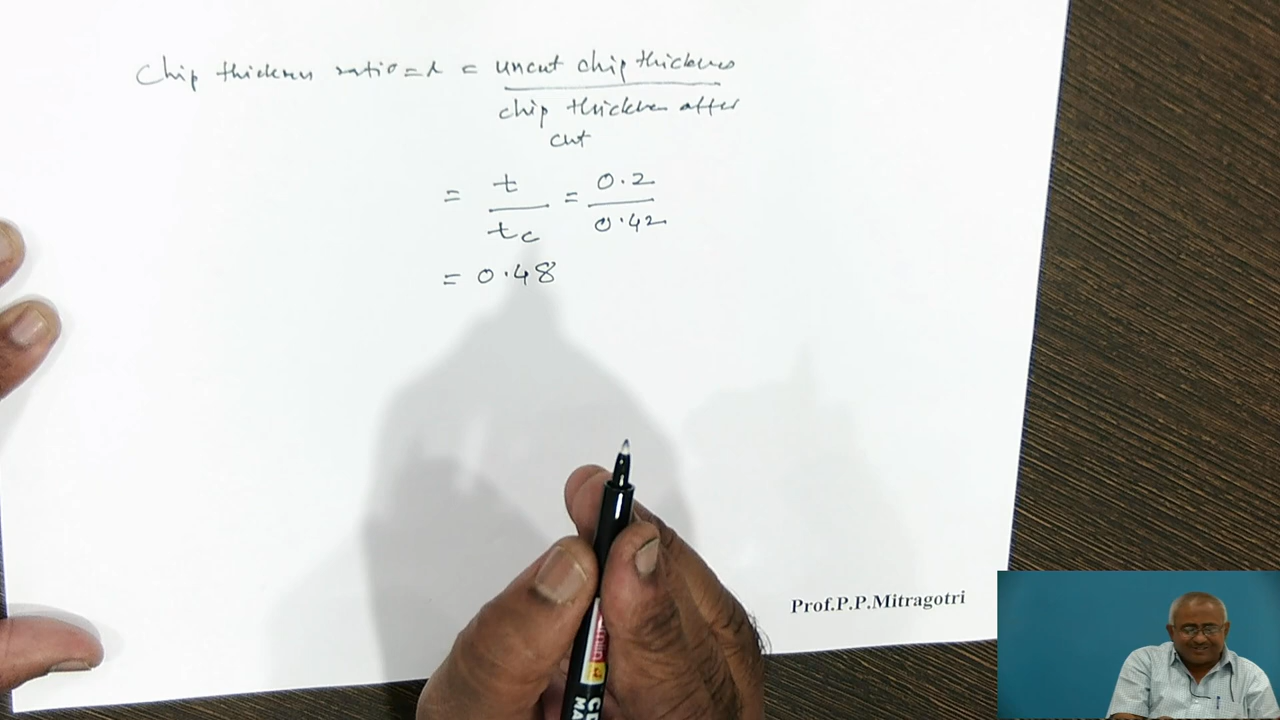 Chip thickness ratio = r = uncut chip thickness
chip thickness after
cut
= t / tc = 0.2 / 0.42
= 0.48
Prof.P.P.Mitragotri